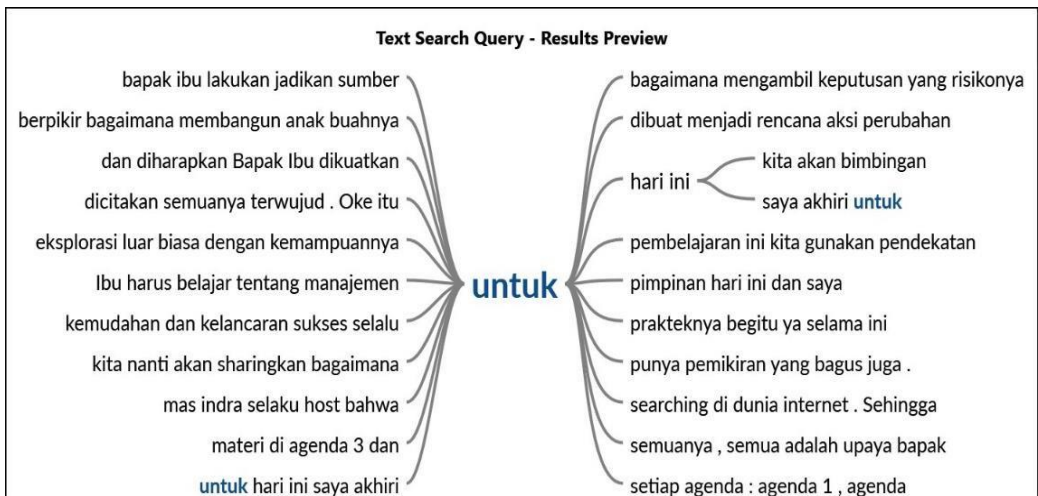 Text Search Query - Results Preview
bapak ibu lakukan jadikan sumber
berpikir bagaimana membangun anak buahnya
dan diharapkan Bapak Ibu dikuatkan
dicitakan semuanya terwujud . Oke itu
eksplorasi luar biasa dengan kemampuannya
Ibu harus belajar tentang manajemen
kemudahan dan kelancaran sukses selalu
kita nanti akan sharingkan bagaimana
mas indra selaku host bahwa
materi di agenda 3 dan
untuk hari ini saya akhiri
untuk
bagaimana mengambil keputusan yang risikonya
dibuat menjadi rencana aksi perubahan
hari ini
kita akan bimbingan
saya akhiri untuk
pembelajaran ini kita gunakan pendekatan
pimpinan hari ini dan saya
prakteknya begitu ya selama ini
punya pemikiran yang bagus juga .
searching di dunia internet . Sehingga
semuanya , semua adalah upaya bapak
setiap agenda : agenda 1 , agenda